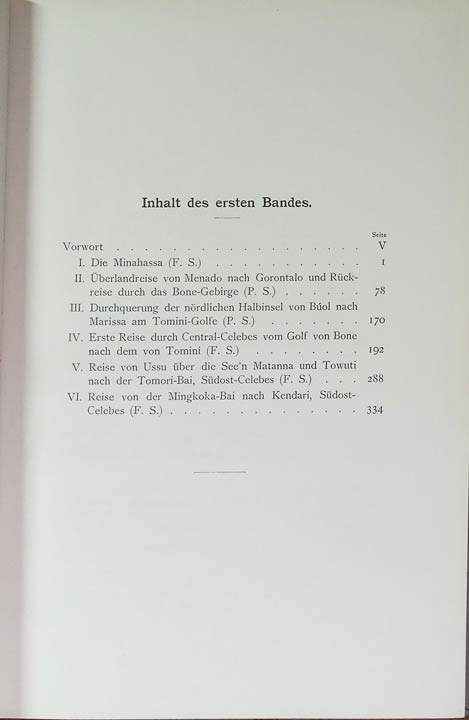 Inhalt des ersten Bandes.
Seite
Vorwort . . . . . . . . . . . . . . . . . . V
I. Die Minahassa (F. S.) . . . . . . . . . . . 1
II. Überlandreise von Menado nach Gorontalo und Rück-
reise durch das Bone-Gebirge (P. S.) . . . . . . 78
III. Durchquerung der nördlichen Halbinsel von Búol nach
Marissa am Tomini-Golfe (P. S.) . . . . . . . 170
IV. Erste Reise durch Central-Celebes vom Golf von Bone
nach dem von Tomini (F. S.) . . . . . . . . 192
V. Reise von Ussu über die See'n Matanna und Towuti
nach der Tomori-Bai, Südost-Celebes (F. S.) . . . 288
VI. Reise von der Mingkoka-Bai nach Kendari, Südost-
Celebes (F. S.) . . . . . . . . . . . . . . 334